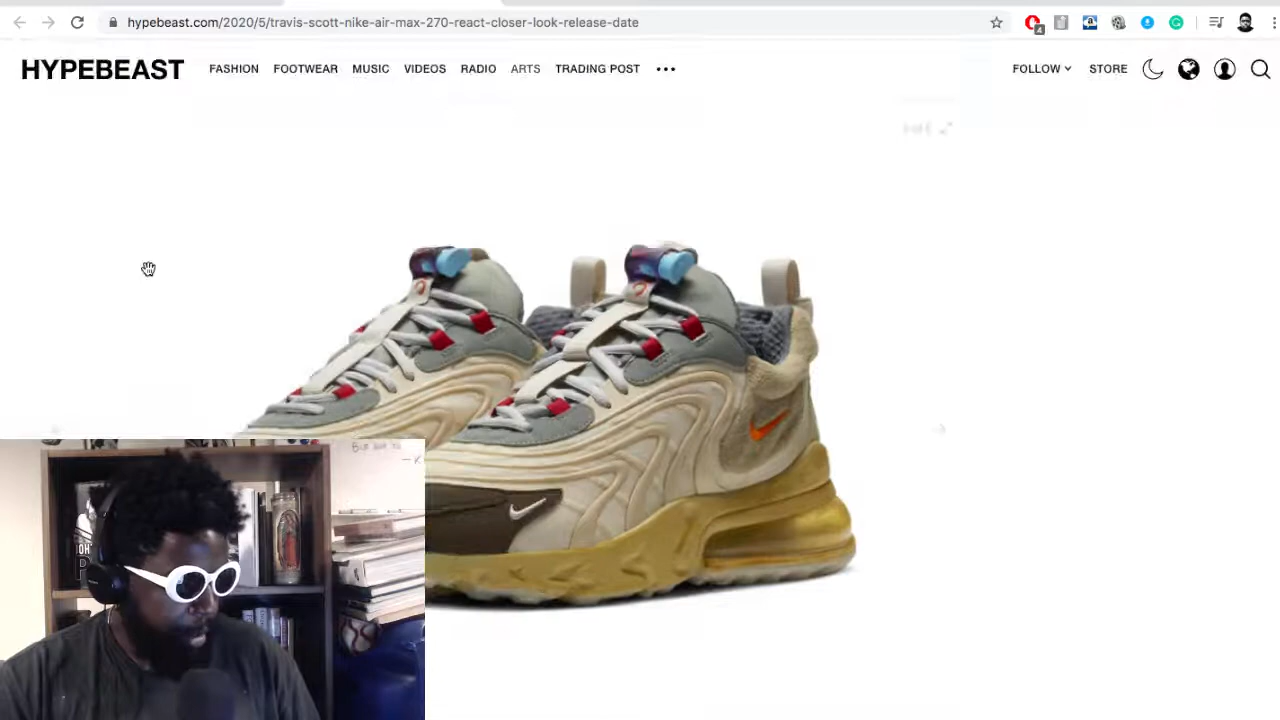 hypebeast.com/2020/5/travis-scott-nike-air-max-270-react-closer-look-release-date
4
HYPEBEAST FASHION FOOTWEAR MUSIC VIDEOS RADIO ARTS TRADING POST ••• FOLLOW STORE